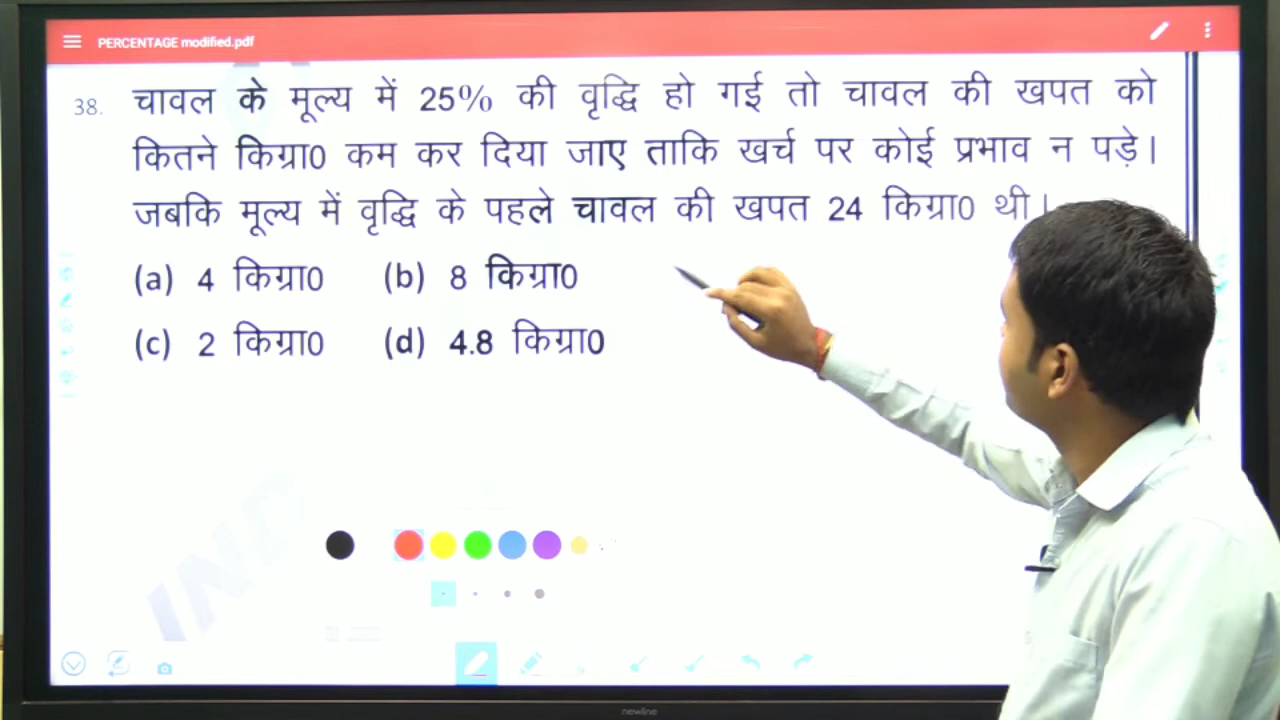 PERCENTAGE modified.pdf
38. चावल के मूल्य में 25% की वृद्धि हो गई तो चावल की खपत को
कितने किग्रा0 कम कर दिया जाए ताकि खर्च पर कोई प्रभाव न पड़े।
जबकि मूल्य में वृद्धि के पहले चावल की खपत 24 किग्रा0 थी।
(a) 4 किग्रा0 (b) 8 किग्रा0
(c) 2 किग्रा0 (d) 4.8 किग्रा0
newline